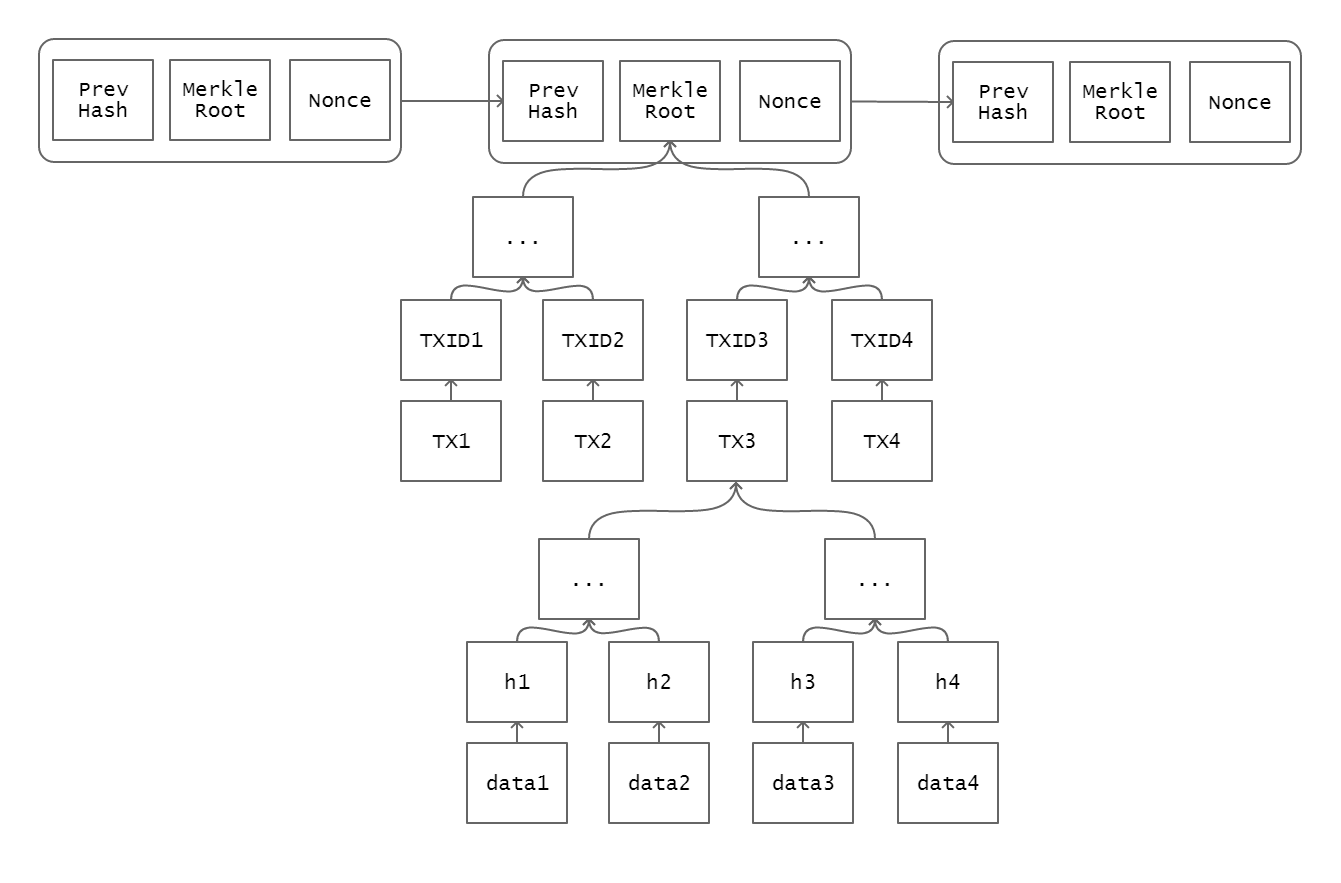 Prev
Hash
Merkle
Root
Nonce
Prev
Hash
Merkle
Root
Nonce
Prev
Hash
Merkle
Root
Nonce
...
...
TXID1
TXID2
TXID3
TXID4
TX1
TX2
TX3
TX4
...
...
h1
h2
h3
h4
data1
data2
data3
data4